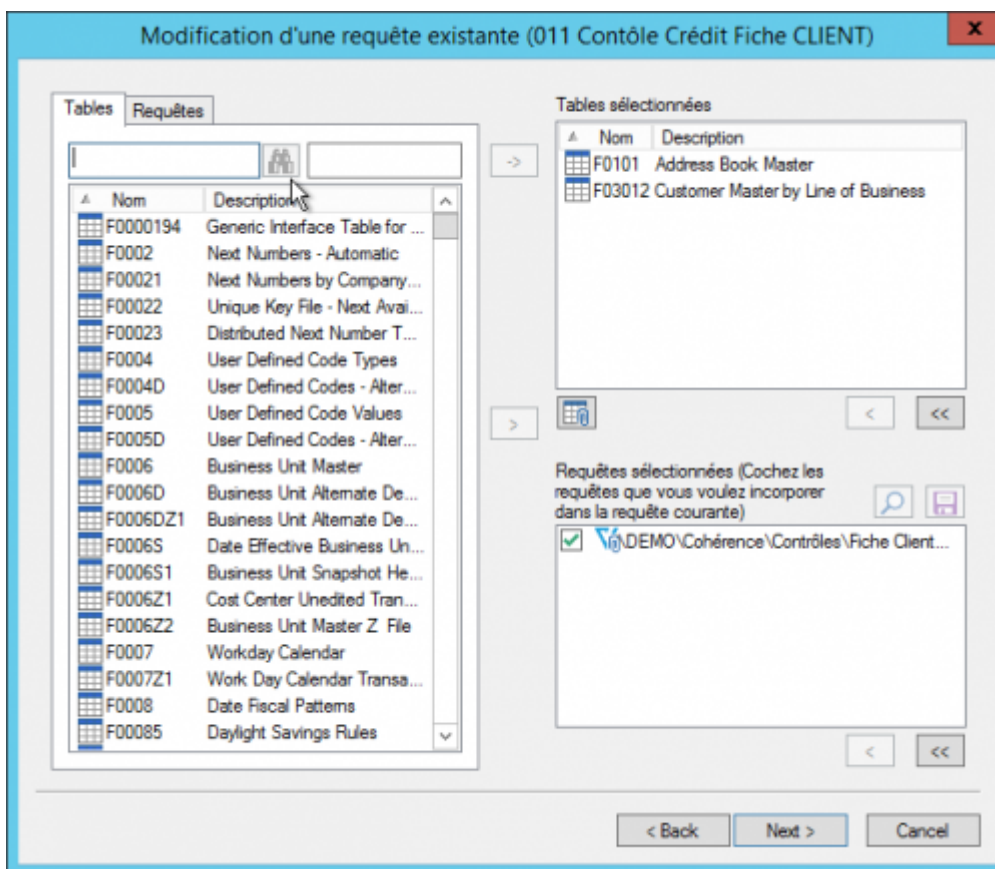 Modification d'une requête existante (011 Contôle Crédit Fiche CLIENT)
x
Tables Requêtes
Nom Description
F0000194 Generic Interface Table for ...
F0002 Next Numbers - Automatic
F00021 Next Numbers by Company...
F00022 Unique Key File - Next Avai...
F00023 Distributed Next Number T...
F0004 User Defined Code Types
F0004D User Defined Codes - Alter...
F0005 User Defined Code Values
F0005D User Defined Codes - Alter...
F0006 Business Unit Master
F0006D Business Unit Alternate De...
F0006DZ1 Business Unit Alternate De...
F0006S Date Effective Business Un...
F0006S1 Business Unit Snapshot He...
F0006Z1 Cost Center Unedited Tran...
F0006Z2 Business Unit Master Z File
F0007 Workday Calendar
F0007Z1 Work Day Calendar Transa...
F0008 Date Fiscal Patterns
F00085 Daylight Savings Rules
->
>
Tables sélectionnées
Nom Description
F0101 Address Book Master
F03012 Customer Master by Line of Business
< <<
Requêtes sélectionnées (Cochez les
requêtes que vous voulez incorporer
dans la requête courante)
\DEMO\Cohérence\Contrôles\Fiche Client...
< <<
< Back Next > Cancel